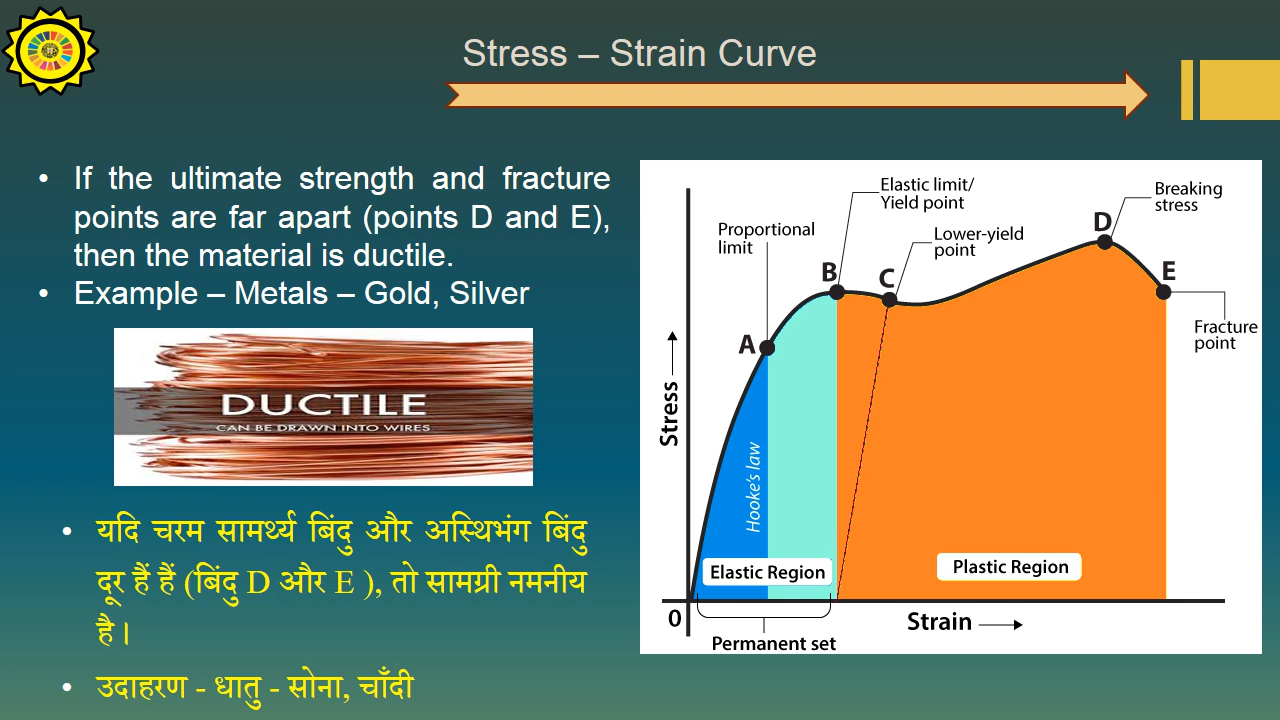 Stress – Strain Curve
• If the ultimate strength and fracture
points are far apart (points D and E),
then the material is ductile.
• Example – Metals – Gold, Silver
DUCTILE
CAN BE DRAWN INTO WIRES
• यदि चरम सामर्थ्य बिंदु और अस्थिभंग बिंदु
दूर हैं हैं (बिंदु D और E ), तो सामग्री नमनीय
है।
• उदाहरण - धातु - सोना, चाँदी
Elastic limit/
Yield point
Breaking
stress
Proportional
limit
Lower-yield
point
A
B
C
D
E
Fracture
point
Stress
Hooke's law
Elastic Region
Plastic Region
0
Strain
Permanent set